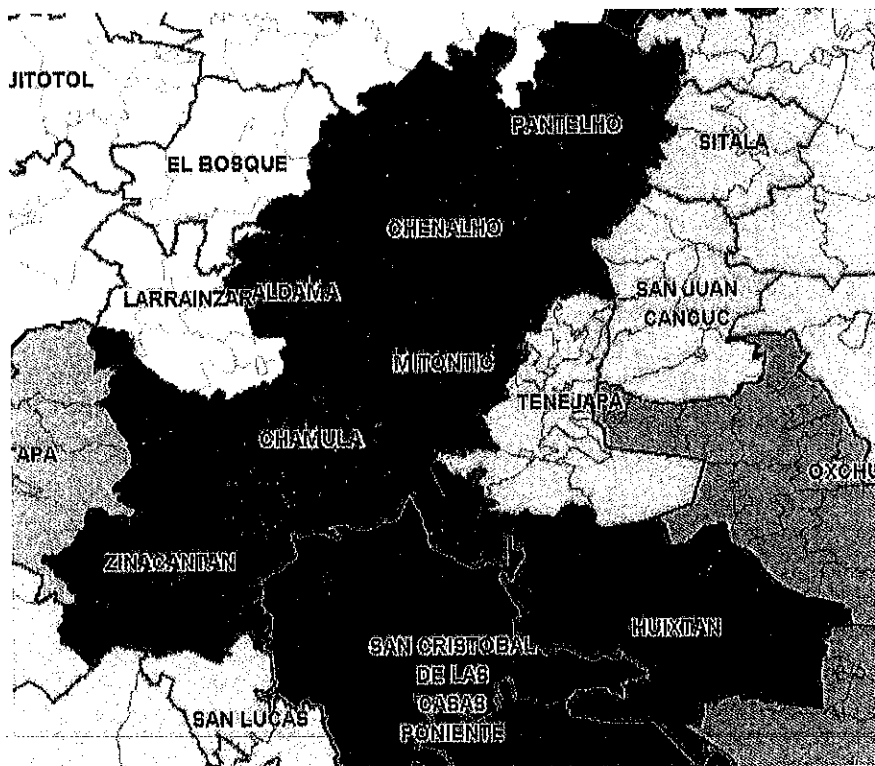 JITOTOL
PANTELHO
SITALA
EL BOSQUE
CHENALHO
LARRAINZAR
ALDAMA
SAN JUAN
CANCUC
MITONTIC
TENEJAPA
CHAMULA
APA
OXCHU
ZINACANTAN
HUIXTAN
SAN CRISTOBAL
DE LAS
CASAS
PONIENTE
SAN LUCAS